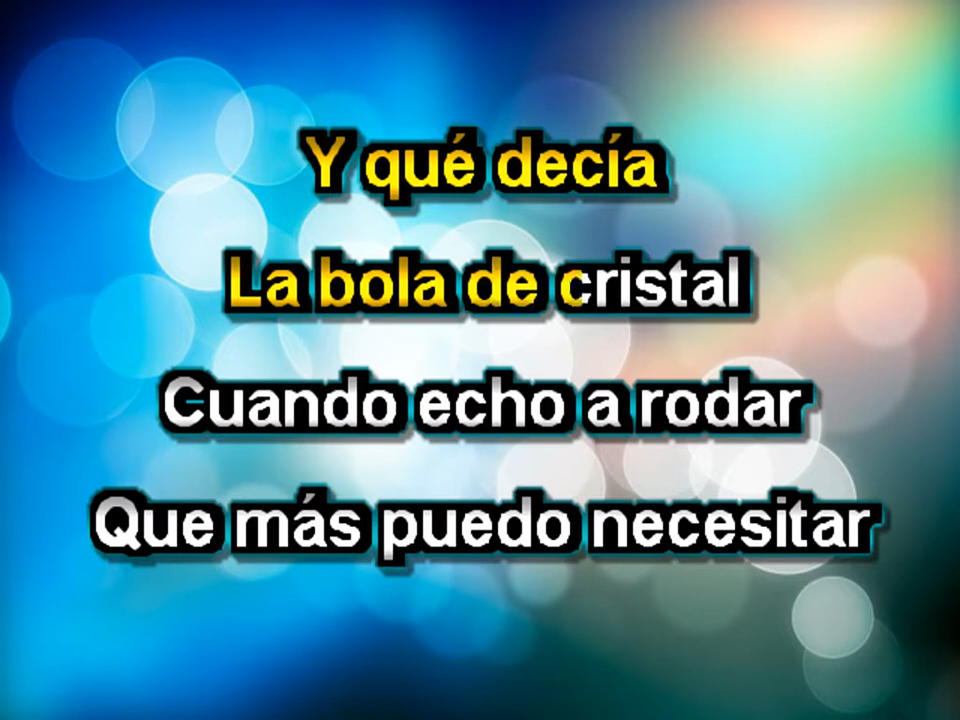 Y qué decía
La bola de cristal
Cuando echo a rodar
Que más puedo necesitar